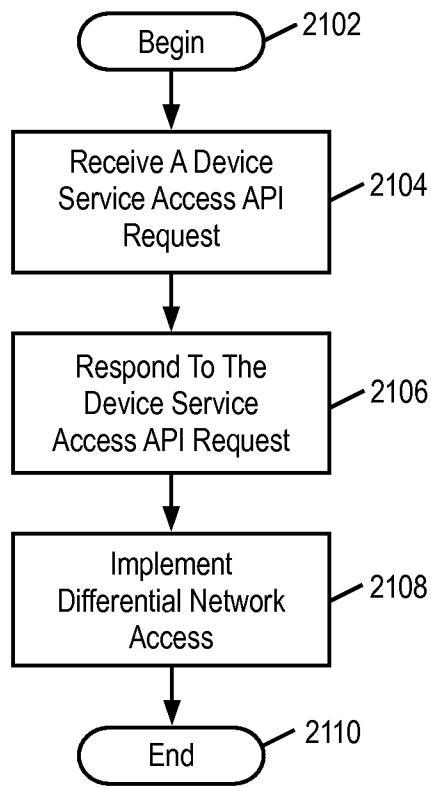 Begin
2102
Receive A Device
Service Access API
Request
2104
Respond To The
Device Service
Access API Request
2106
Implement
Differential Network
Access
2108
End
2110